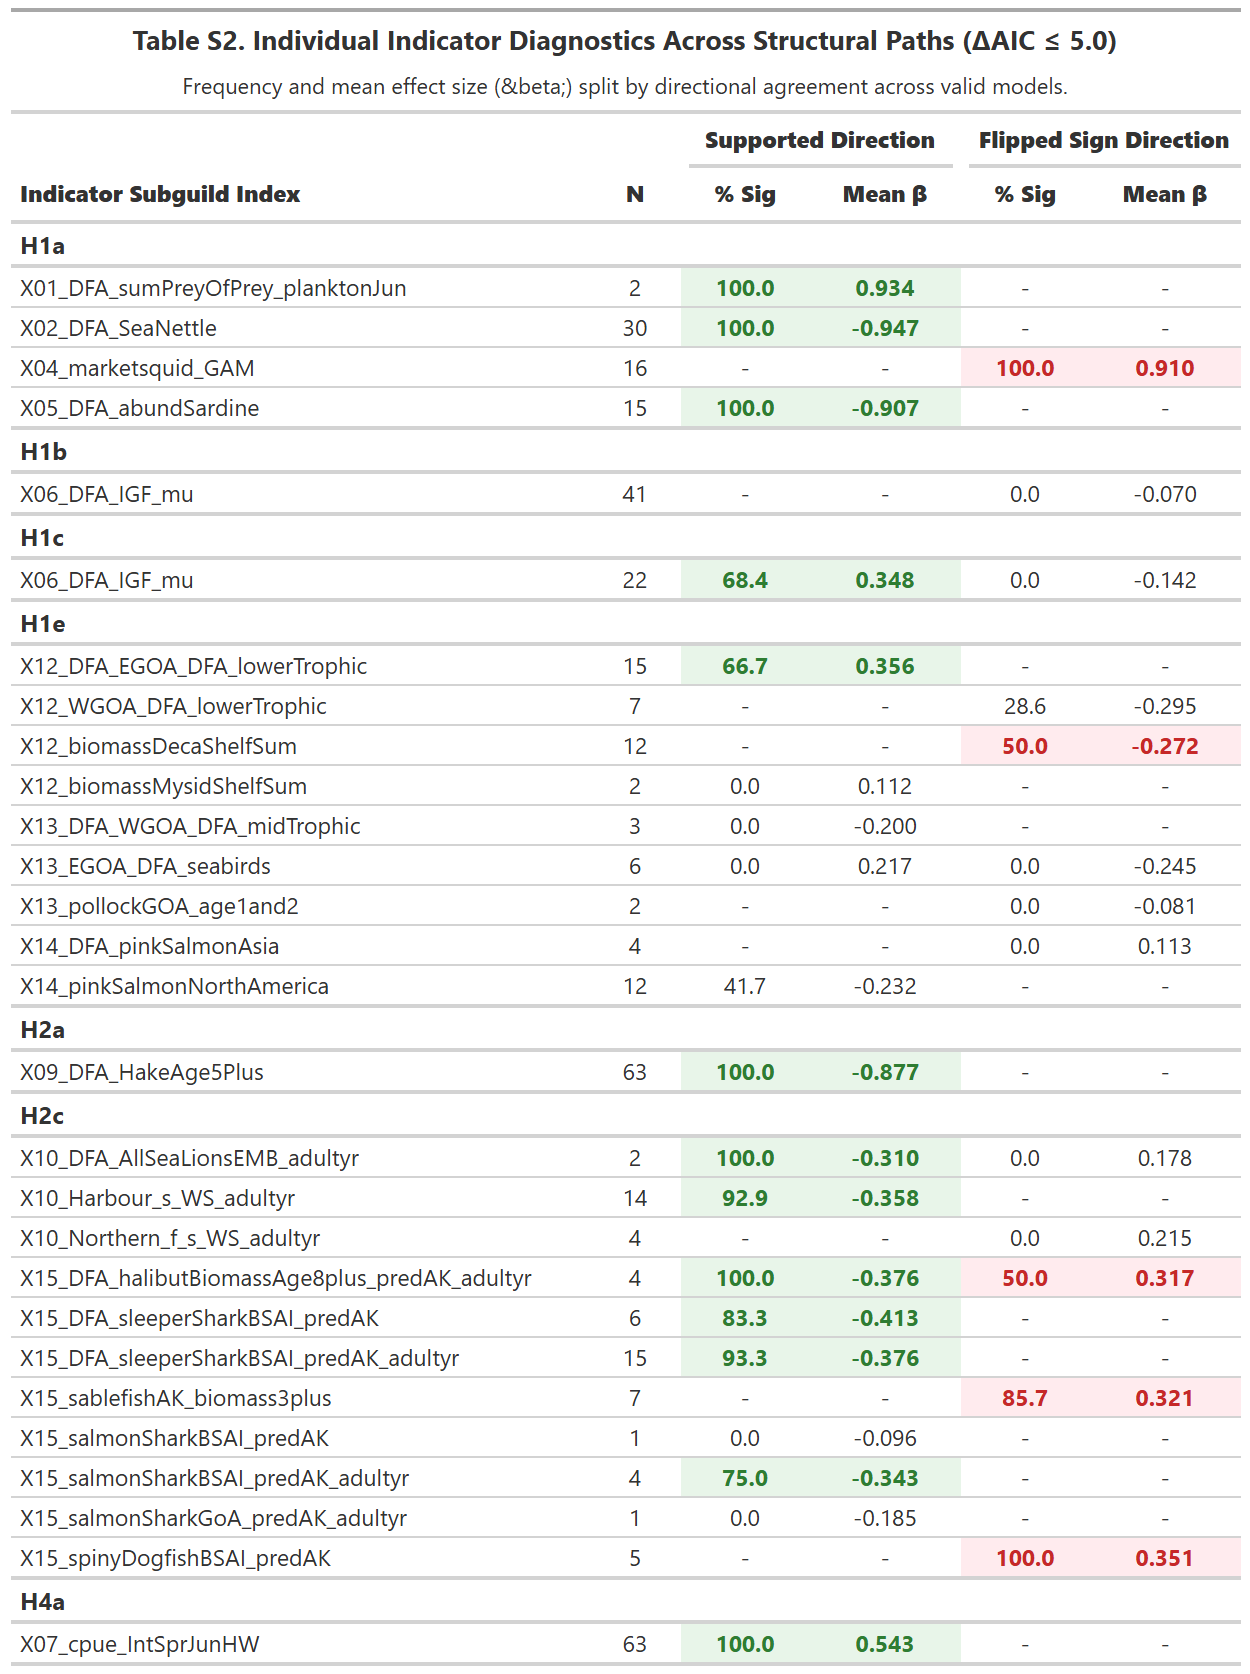 Table S2. Individual Indicator Diagnostics Across Structural Paths (ΔAIC ≤ 5.0)
Frequency and mean effect size (&beta;) split by directional agreement across valid models.
Supported Direction Flipped Sign Direction
Indicator Subguild Index N % Sig Mean β % Sig Mean β
H1a
X01_DFA_sumPreyOfPrey_planktonJun 2 100.0 0.934 - -
X02_DFA_SeaNettle 30 100.0 -0.947 - -
X04_marketsquid_GAM 16 - - 100.0 0.910
X05_DFA_abundSardine 15 100.0 -0.907 - -
H1b
X06_DFA_IGF_mu 41 - - 0.0 -0.070
H1c
X06_DFA_IGF_mu 22 68.4 0.348 0.0 -0.142
H1e
X12_DFA_EGOA_DFA_lowerTrophic 15 66.7 0.356 - -
X12_WGOA_DFA_lowerTrophic 7 - - 28.6 -0.295
X12_biomassDecaShelfSum 12 - - 50.0 -0.272
X12_biomassMysidShelfSum 2 0.0 0.112 - -
X13_DFA_WGOA_DFA_midTrophic 3 0.0 -0.200 - -
X13_EGOA_DFA_seabirds 6 0.0 0.217 0.0 -0.245
X13_pollockGOA_age1and2 2 - - 0.0 -0.081
X14_DFA_pinkSalmonAsia 4 - - 0.0 0.113
X14_pinkSalmonNorthAmerica 12 41.7 -0.232 - -
H2a
X09_DFA_HakeAge5Plus 63 100.0 -0.877 - -
H2c
X10_DFA_AllSeaLionsEMB_adultyr 2 100.0 -0.310 0.0 0.178
X10_Harbour_s_WS_adultyr 14 92.9 -0.358 - -
X10_Northern_f_s_WS_adultyr 4 - - 0.0 0.215
X15_DFA_halibutBiomassAge8plus_predAK_adultyr 4 100.0 -0.376 50.0 0.317
X15_DFA_sleeperSharkBSAI_predAK 6 83.3 -0.413 - -
X15_DFA_sleeperSharkBSAI_predAK_adultyr 15 93.3 -0.376 - -
X15_sablefishAK_biomass3plus 7 - - 85.7 0.321
X15_salmonSharkBSAI_predAK 1 0.0 -0.096 - -
X15_salmonSharkBSAI_predAK_adultyr 4 75.0 -0.343 - -
X15_salmonSharkGoA_predAK_adultyr 1 0.0 -0.185 - -
X15_spinyDogfishBSAI_predAK 5 - - 100.0 0.351
H4a
X07_cpue_IntSprJunHW 63 100.0 0.543 - -